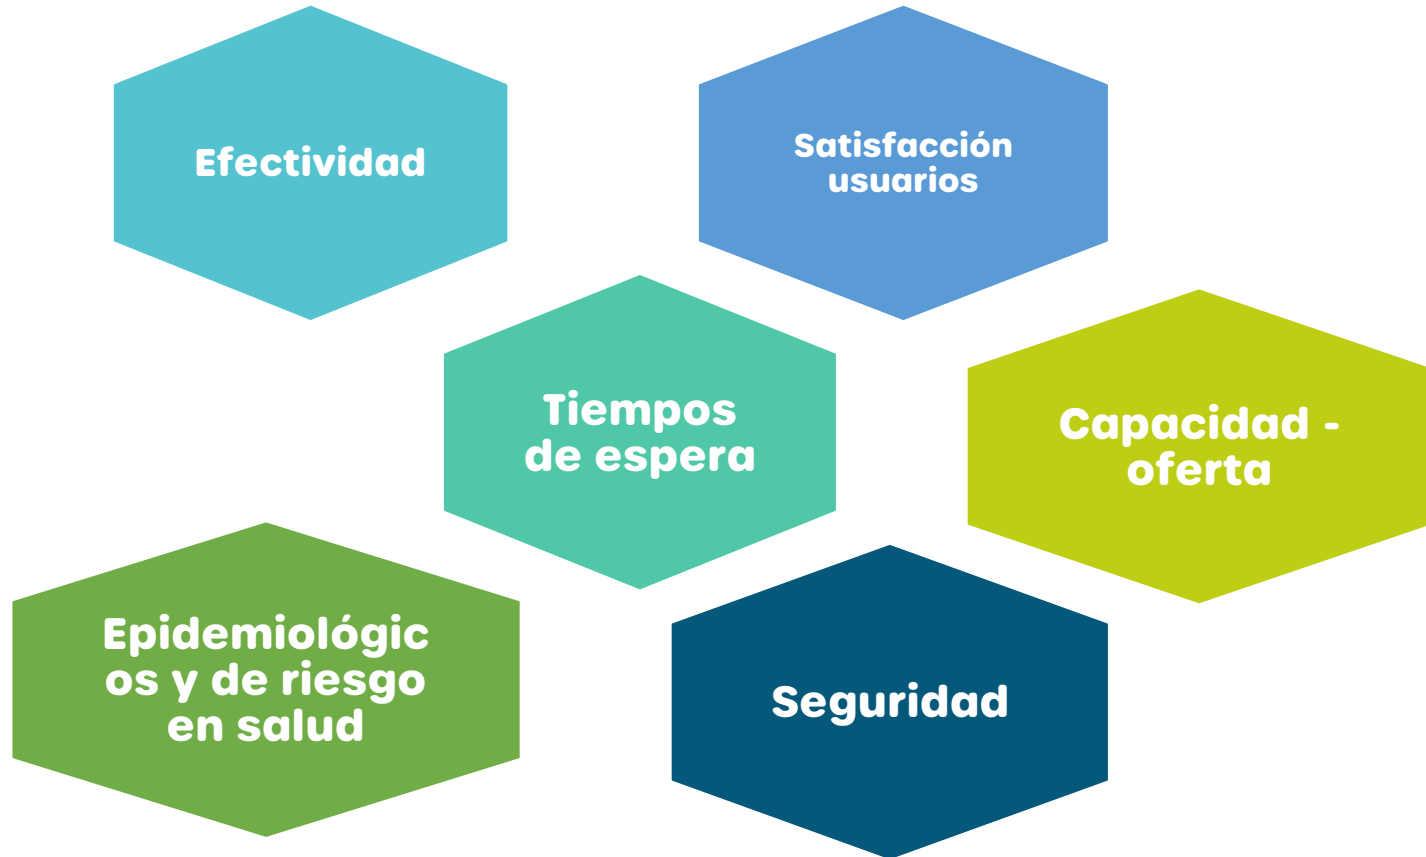 Efectividad
Satisfacción
usuarios
Tiempos
de espera
Capacidad -
oferta
Epidemiológic
os y de riesgo
en salud
Seguridad